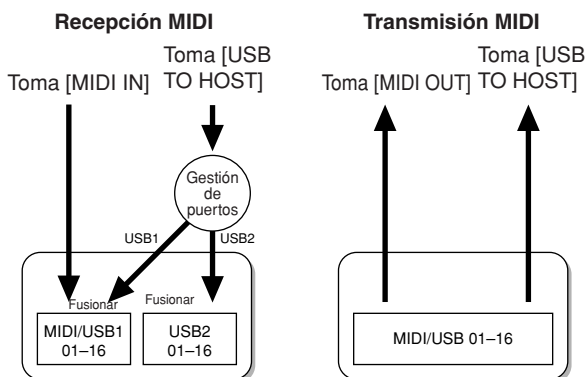 Recepción MIDI
Toma [MIDI IN]
Toma [USB
TO HOST]
Gestión
de
puertos
USB1
USB2
Fusionar
Fusionar
MIDI/USB1
01–16
USB2
01–16
Transmisión MIDI
Toma [MIDI OUT]
Toma [USB
TO HOST]
MIDI/USB 01–16